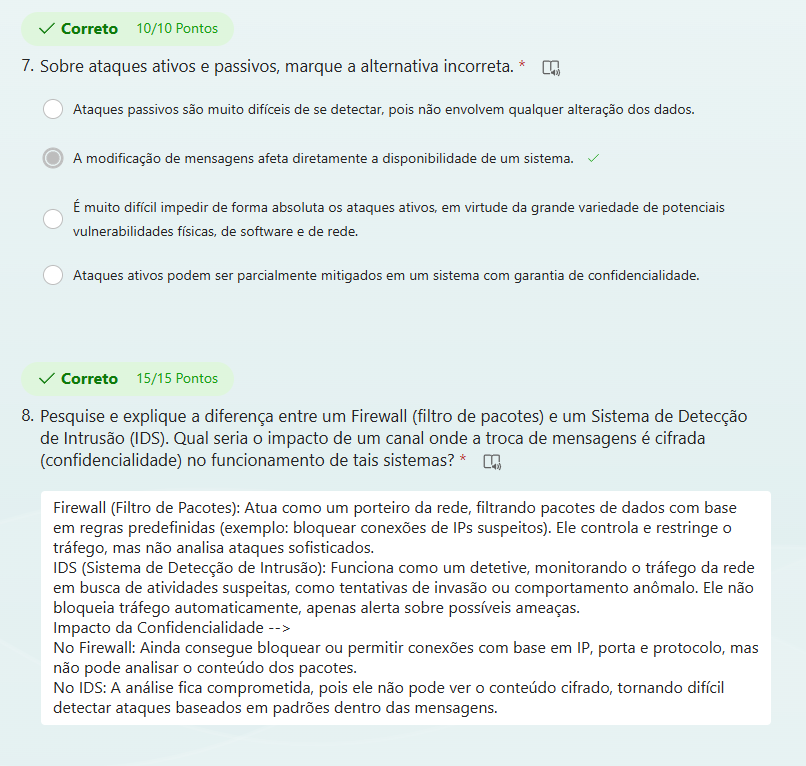 Correto 10/10 Pontos
7. Sobre ataques ativos e passivos, marque a alternativa incorreta. *
Ataques passivos são muito difíceis de se detectar, pois não envolvem qualquer alteração dos dados.
A modificação de mensagens afeta diretamente a disponibilidade de um sistema.
É muito difícil impedir de forma absoluta os ataques ativos, em virtude da grande variedade de potenciais
vulnerabilidades físicas, de software e de rede.
Ataques ativos podem ser parcialmente mitigados em um sistema com garantia de confidencialidade.
Correto 15/15 Pontos
8. Pesquise e explique a diferença entre um Firewall (filtro de pacotes) e um Sistema de Detecção
de Intrusão (IDS). Qual seria o impacto de um canal onde a troca de mensagens é cifrada
(confidencialidade) no funcionamento de tais sistemas? *
Firewall (Filtro de Pacotes): Atua como um porteiro da rede, filtrando pacotes de dados com base
em regras predefinidas (exemplo: bloquear conexões de IPs suspeitos). Ele controla e restringe o
tráfego, mas não analisa ataques sofisticados.
IDS (Sistema de Detecção de Intrusão): Funciona como um detetive, monitorando o tráfego da rede
em busca de atividades suspeitas, como tentativas de invasão ou comportamento anômalo. Ele não
bloqueia tráfego automaticamente, apenas alerta sobre possíveis ameaças.
Impacto da Confidencialidade -->
No Firewall: Ainda consegue bloquear ou permitir conexões com base em IP, porta e protocolo, mas
não pode analisar o conteúdo dos pacotes.
No IDS: A análise fica comprometida, pois ele não pode ver o conteúdo cifrado, tornando difícil
detectar ataques baseados em padrões dentro das mensagens.